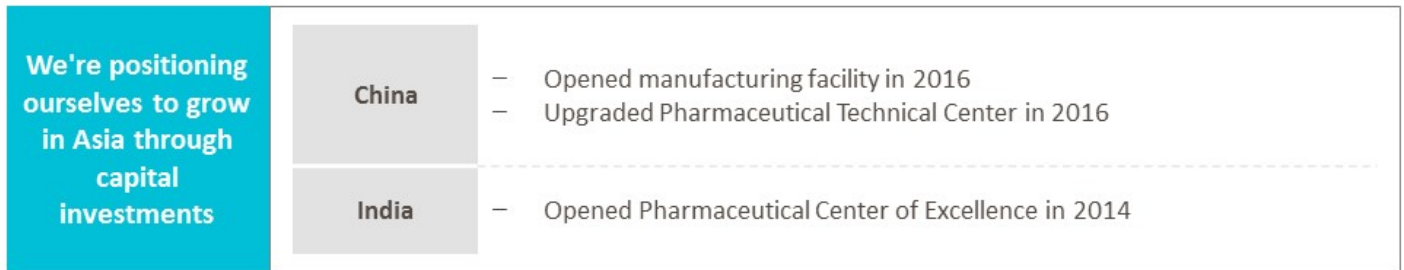 We're positioning
ourselves to grow
in Asia through
capital
investments
China
– Opened manufacturing facility in 2016
– Upgraded Pharmaceutical Technical Center in 2016
India
– Opened Pharmaceutical Center of Excellence in 2014